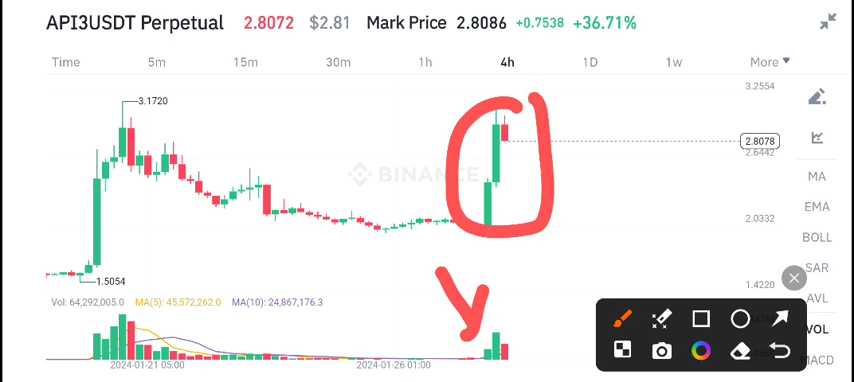 API3USDT Perpetual 2.8072 $2.81 Mark Price 2.8086 +0.7538 +36.71%
Time 5m 15m 30m 1h 4h 1D 1w More
3.2554
3.1720
2.8078
2.6442
BINANCE
MA
EMA
2.0332
BOLL
SAR
1.5054
1.4220
AVL
Vol: 64,292,005.0 MA(5): 45,572,262.0 MA(10): 24,867,176.3
VOL
MACD
2024-01-21 05:00 2024-01-26 01:00